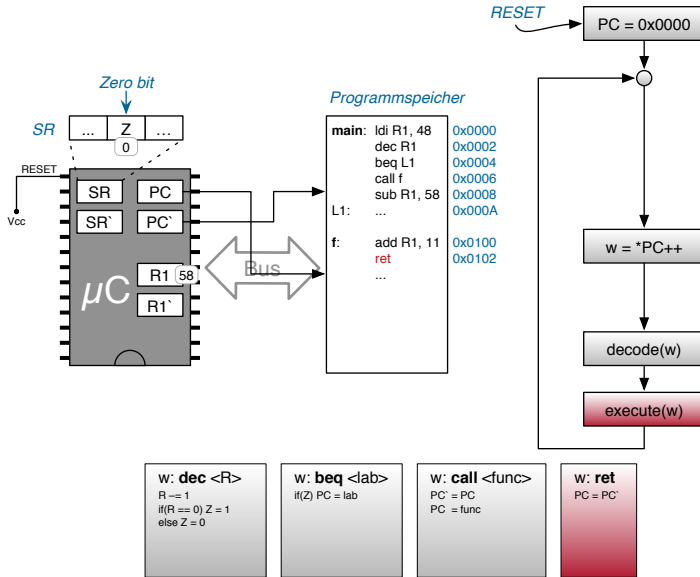 RESET
PC = 0x0000
Zero bit
Programmspeicher
SR
... Z ...
0
main: ldi R1, 48 0x0000
dec R1 0x0002
beq L1 0x0004
call f 0x0006
sub R1, 58 0x0008
L1: ... 0x000A
f: add R1, 11 0x0100
ret 0x0102
...
RESET
Vcc
SR PC
SR` PC`
R1 58
R1`
µC
Bus
w = *PC++
decode(w)
execute(w)
w: dec <R>
R -= 1
if(R == 0) Z = 1
else Z = 0
w: beq <lab>
if(Z) PC = lab
w: call <func>
PC` = PC
PC = func
w: ret
PC = PC`